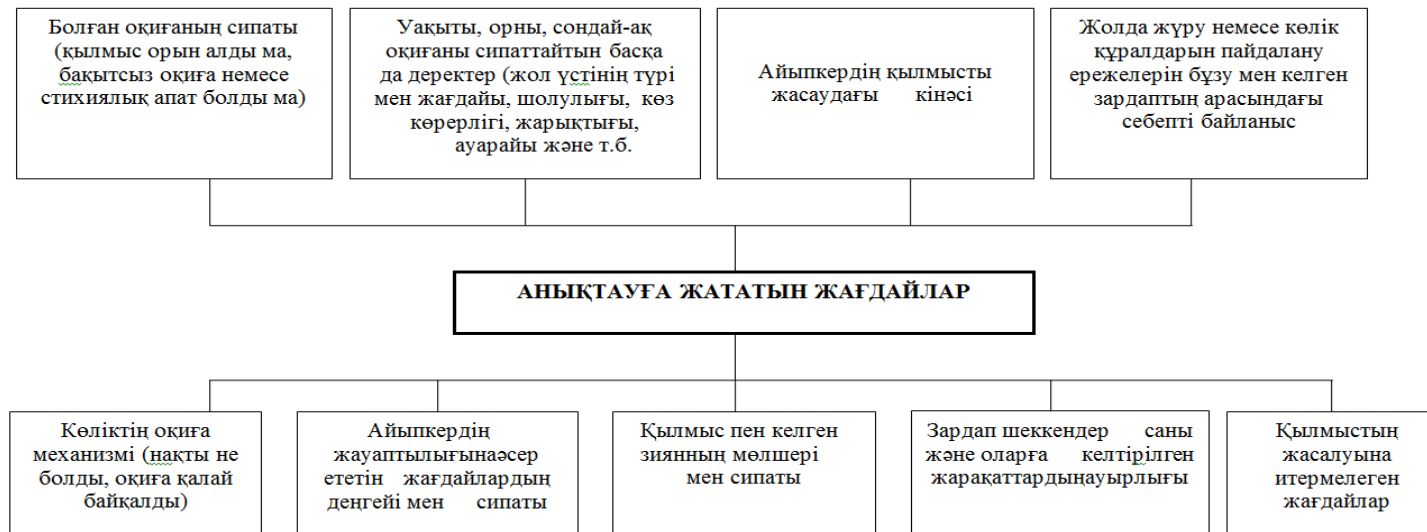 Болған оқиғаның сипаты
(қылмыс орын алды ма,
бақытсыз оқиға немесе
стихиялық апат болды ма)
Уақыты, орны, сондай-ақ
оқиғаны сипаттайтын басқа
да деректер (жол үстінің түрі
мен жағдайы, шолулығы, көз
көрерлігі, жарықтығы,
ауарайы және т.б.
Айыпкердің қылмысты
жасаудағы кінәсі
Жолда жүру немесе көлік
құралдарын пайдалану
ережелерін бұзу мен келген
зардаптың арасындағы
себепті байланыс
АНЫҚТАУҒА ЖАТАТЫН ЖАҒДАЙЛАР
Көліктің оқиға
механизмі (нақты не
болды, оқиға қалай
байқалды)
Айыпкердің
жауаптылығынаәсер
ететін жағдайлардың
деңгейі мен сипаты
Қылмыс пен келген
зиянның мөлшері
мен сипаты
Зардап шеккендер саны
және оларға келтірілген
жарақаттардыңауырлығы
Қылмыстың
жасалуына
итермелеген
жағдайлар